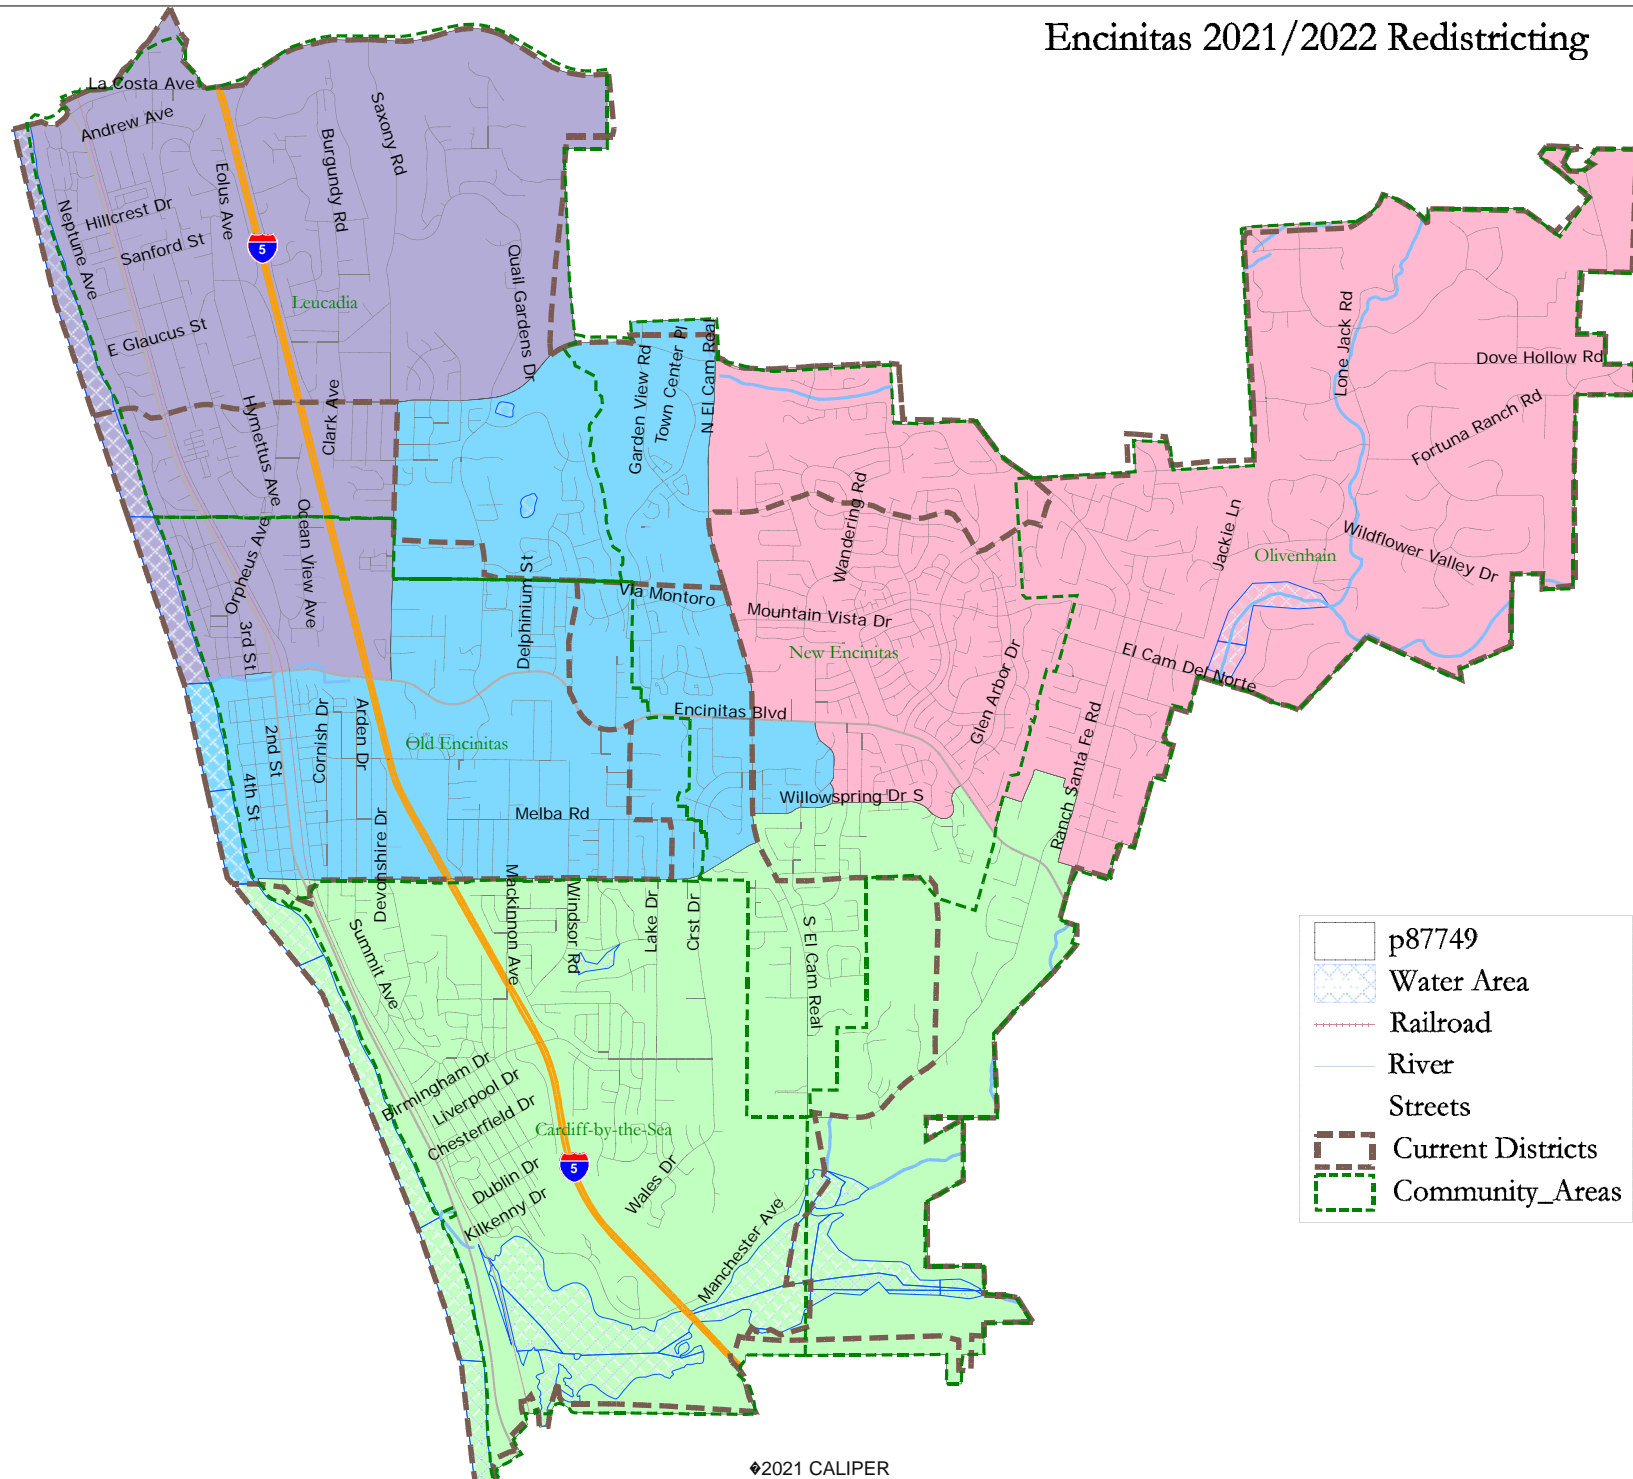 Encinitas 2021/2022 Redistricting
La Costa Ave
Andrew Ave
Saxony Rd
Burgundy Rd
Eolus Ave
Neptune Ave
Hillcrest Dr
Sanford St
5
Quail Gardens Dr
Leucadia
E Glaucus St
Lone Jack Rd
Dove Hollow Rd
Garden View Rd
Town Center Pl
N El Cam Real
Clark Ave
Hymettus Ave
Fortuna Ranch Rd
Wandering Rd
Ocean View Ave
Orpheus Ave
Jackie Ln
Wildflower Valley Dr
Olivenhain
Delphinium St
Via Montoro
Mountain Vista Dr
New Encinitas
3rd St
El Cam Del Norte
Glen Arbor Dr
Encinitas Blvd
Cornish Dr
Arden Dr
2nd St
Old Encinitas
Ranch Santa Fe Rd
4th St
Willowspring Dr S
Melba Rd
Devonshire Dr
Mackinnon Ave
Windsor Rd
Lake Dr
Crst Dr
S El Cam Real
Summit Ave
Birmingham Dr
Liverpool Dr
Chesterfield Dr
Cardiff-by-the-Sea
5
Dublin Dr
Kilkenny Dr
Wales Dr
Manchester Ave
p87749
Water Area
Railroad
River
Streets
Current Districts
Community_Areas
�2021 CALIPER